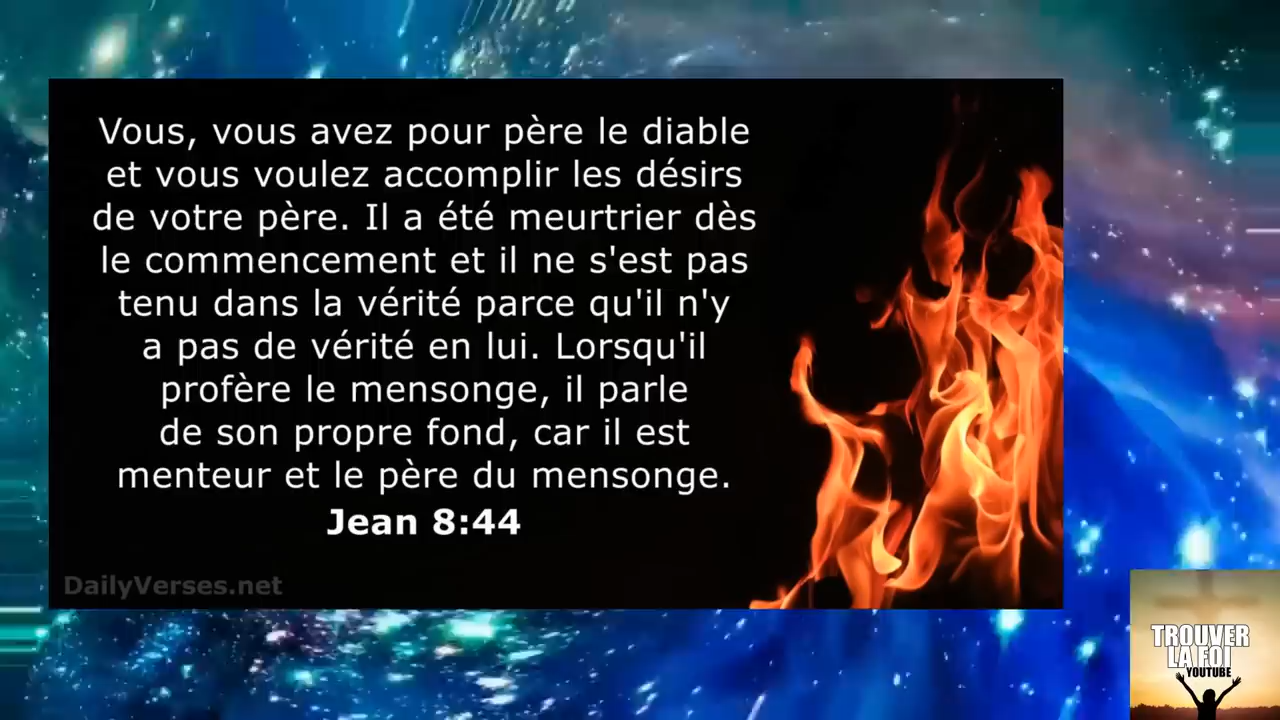 Vous, vous avez pour père le diable
et vous voulez accomplir les désirs
de votre père. Il a été meurtrier dès
le commencement et il ne s'est pas
tenu dans la vérité parce qu'il n'y
a pas de vérité en lui. Lorsqu'il
profère le mensonge, il parle
de son propre fond, car il est
menteur et le père du mensonge.
Jean 8:44
DailyVerses.net
TROUVER
LA FOI
YOUTUBE